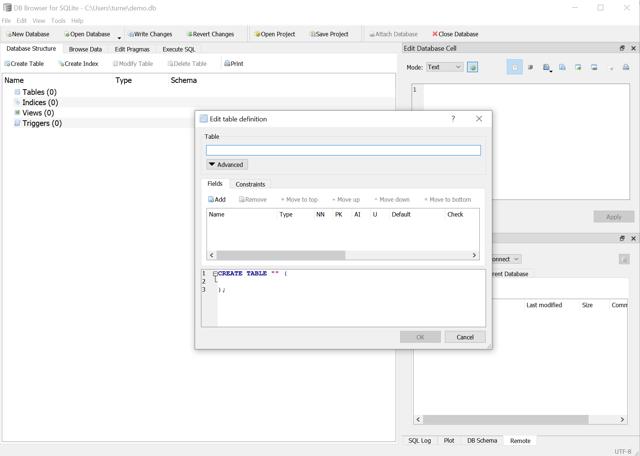 DB Browser for SQLite - C:\Users\turne\demo.db
File Edit View Tools Help
New Database Open Database Write Changes Revert Changes Open Project Save Project Attach Database Close Database
Database Structure Browse Data Edit Pragmas Execute SQL
Create Table Create Index Modify Table Delete Table Print
Name Type Schema
Tables (0)
Indices (0)
Views (0)
Triggers (0)
Edit Database Cell
Mode: Text
1
Apply
Edit table definition
?
Table
Advanced
Fields Constraints
Add Remove Move to top Move up Move down Move to bottom
Name Type NN PK AI U Default Check
1 CREATE TABLE "" (
2
3 );
OK Cancel
rent Database
Last modified Size Comm
SQL Log Plot DB Schema Remote
UTF-8